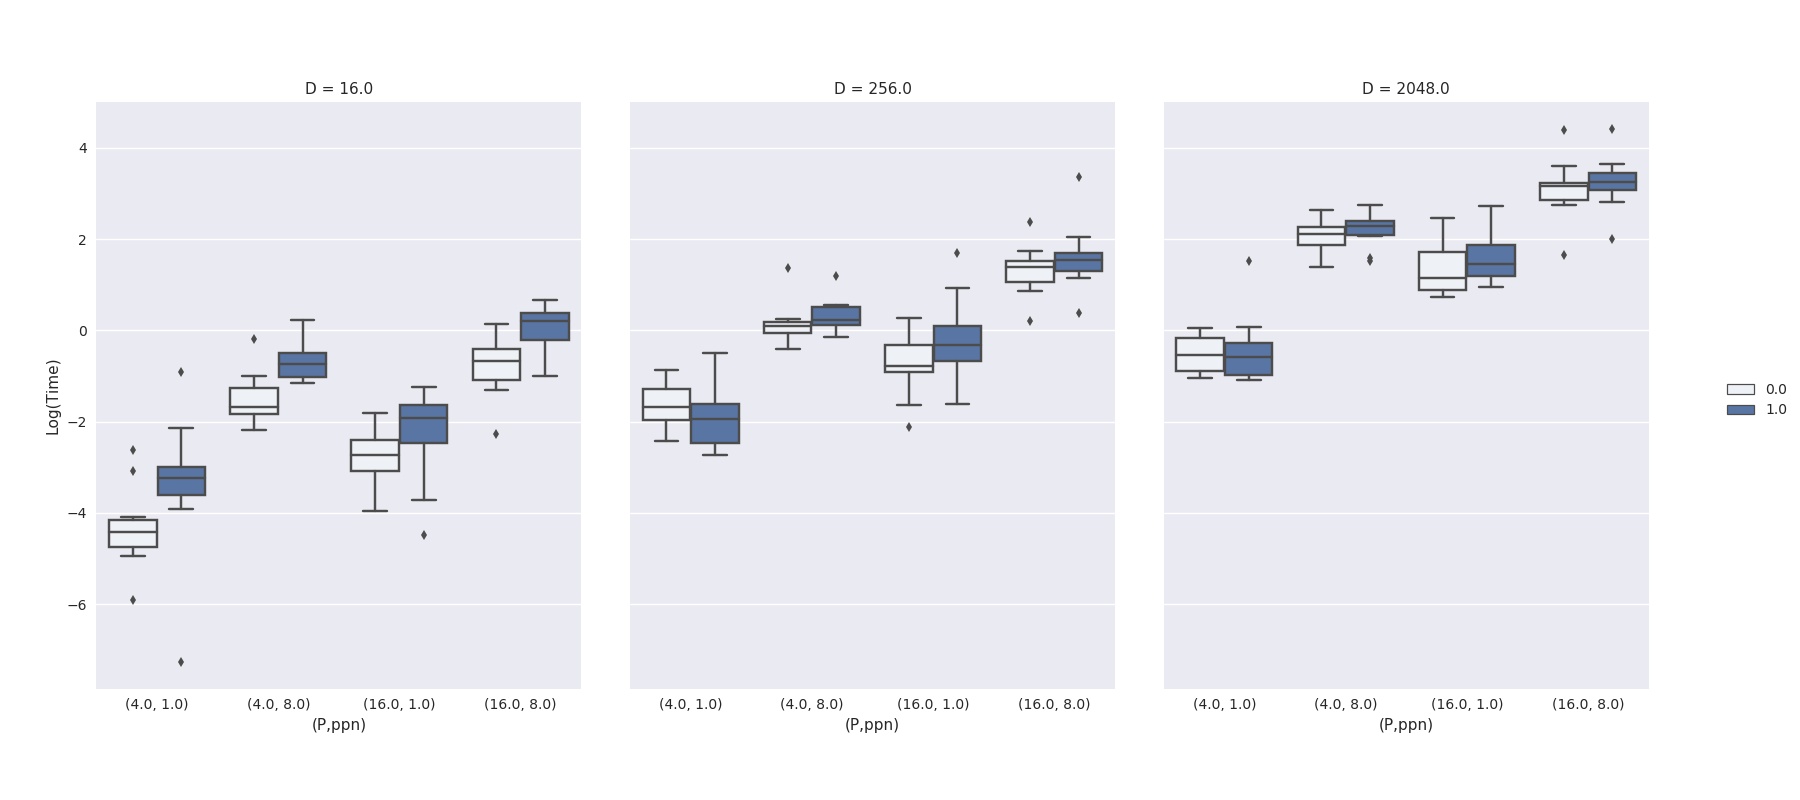 D = 16.0
D = 256.0
D = 2048.0
4
2
0
−2
−4
−6
Log(Time)
(4.0, 1.0) (4.0, 8.0) (16.0, 1.0) (16.0, 8.0)
(P,ppn)
(4.0, 1.0) (4.0, 8.0) (16.0, 1.0) (16.0, 8.0)
(P,ppn)
(4.0, 1.0) (4.0, 8.0) (16.0, 1.0) (16.0, 8.0)
(P,ppn)
0.0
1.0